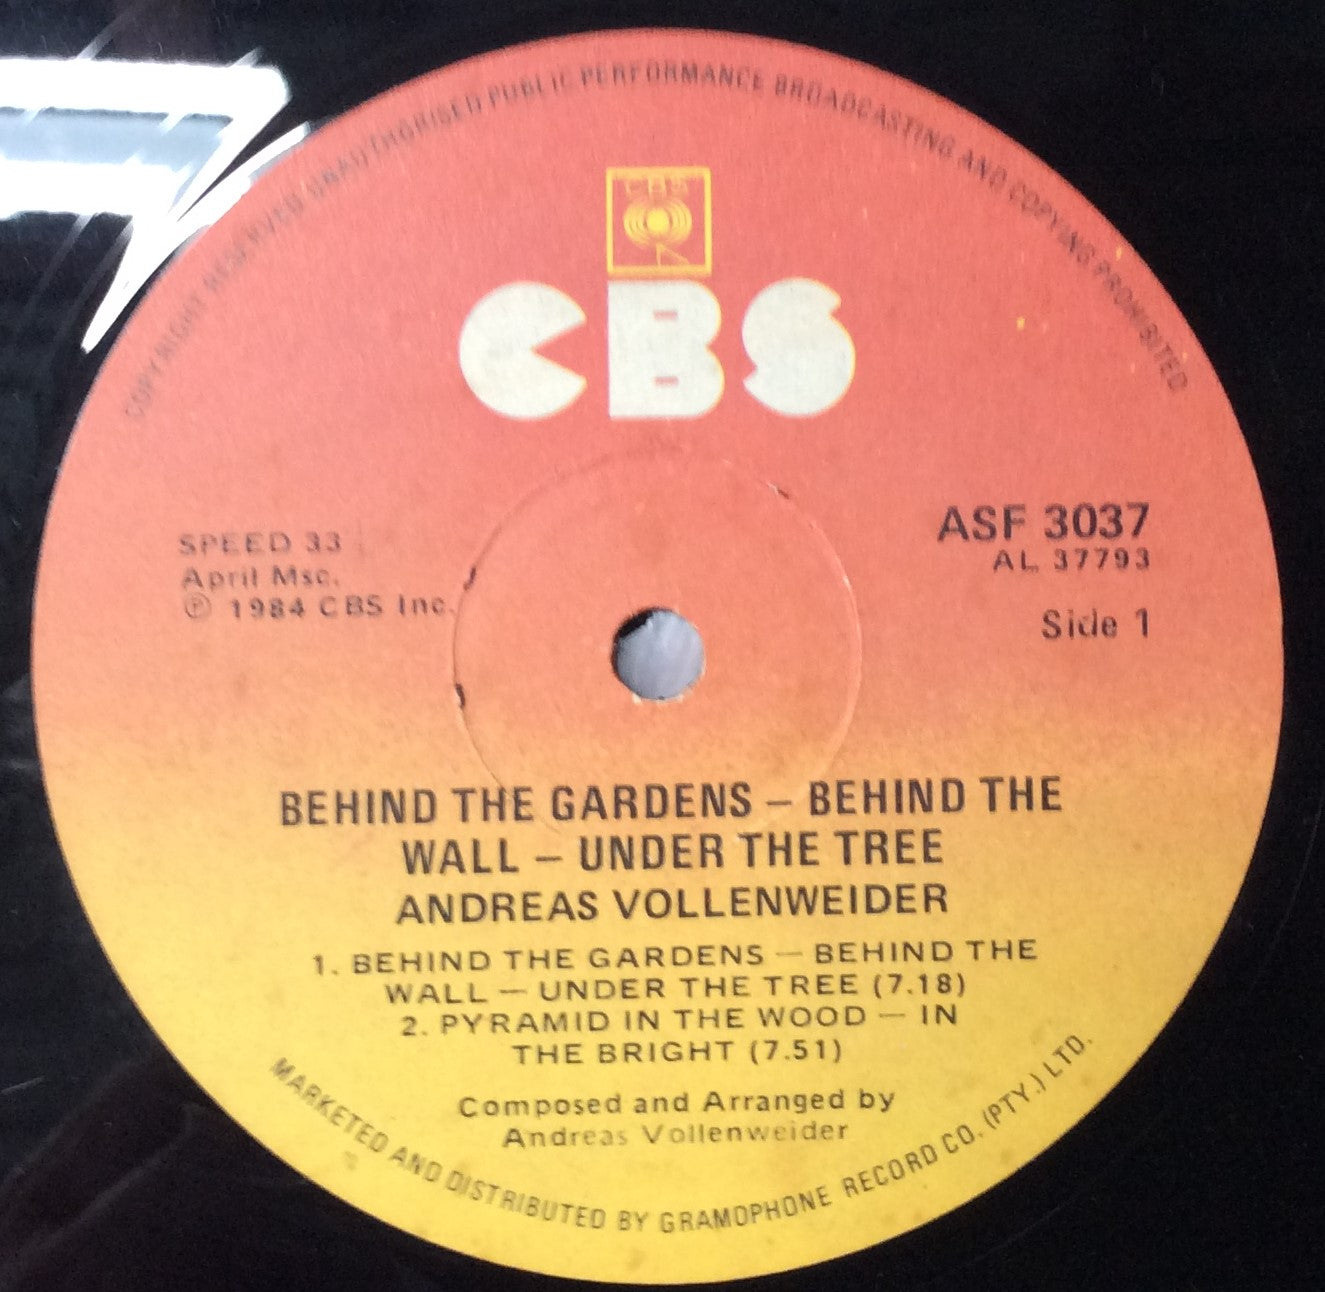 COPYRIGHT RESERVED UNAUTHORISED PUBLIC PERFORMANCE BROADCASTING AND COPYING PROHIBITED
CBS
CBS
SPEED 33
April Msc.
Ⓟ 1984 CBS Inc.
ASF 3037
AL 37793
Side 1
BEHIND THE GARDENS – BEHIND THE
WALL – UNDER THE TREE
ANDREAS VOLLENWEIDER
1. BEHIND THE GARDENS – BEHIND THE
WALL – UNDER THE TREE (7.18)
2. PYRAMID IN THE WOOD – IN
THE BRIGHT (7.51)
Composed and Arranged by
Andreas Vollenweider
MARKETED AND DISTRIBUTED BY GRAMOPHONE RECORD CO. (PTY.) LTD.